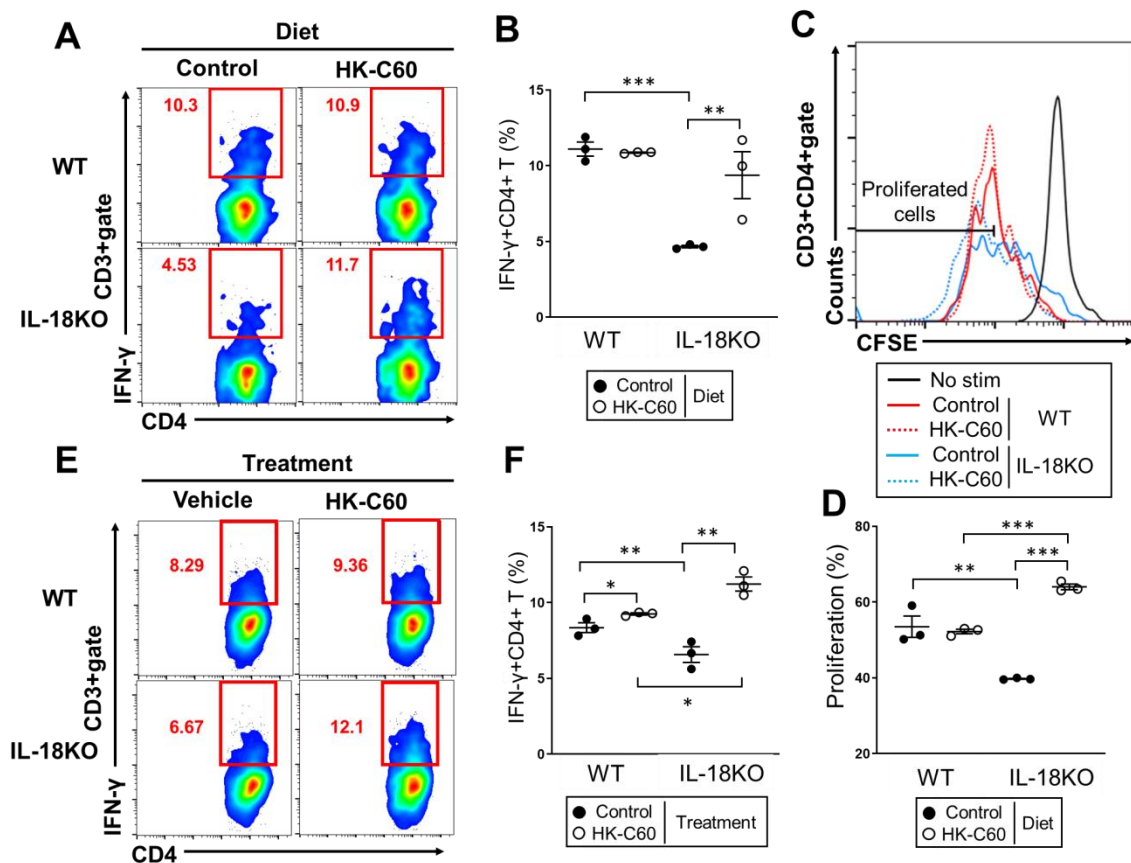 A
Diet
Control
HK-C60
WT
IL-18KO
10.3
10.9
4.53
11.7
CD3+gate
IFN-γ
CD4
B
IFN-γ+CD4+ T (%)
15
10
5
0
***
**
WT
IL-18KO
Control
HK-C60
Diet
C
CD3+CD4+gate
Counts
Proliferated
cells
CFSE
No stim
Control
HK-C60
WT
Control
HK-C60
IL-18KO
E
Treatment
Vehicle
HK-C60
WT
IL-18KO
8.29
9.36
6.67
12.1
CD3+gate
IFN-γ
CD4
F
IFN-γ+CD4+ T (%)
15
10
5
0
**
**
*
*
WT
IL-18KO
Control
HK-C60
Treatment
D
Proliferation (%)
80
60
40
20
***
***
**
WT
IL-18KO
Control
HK-C60
Diet